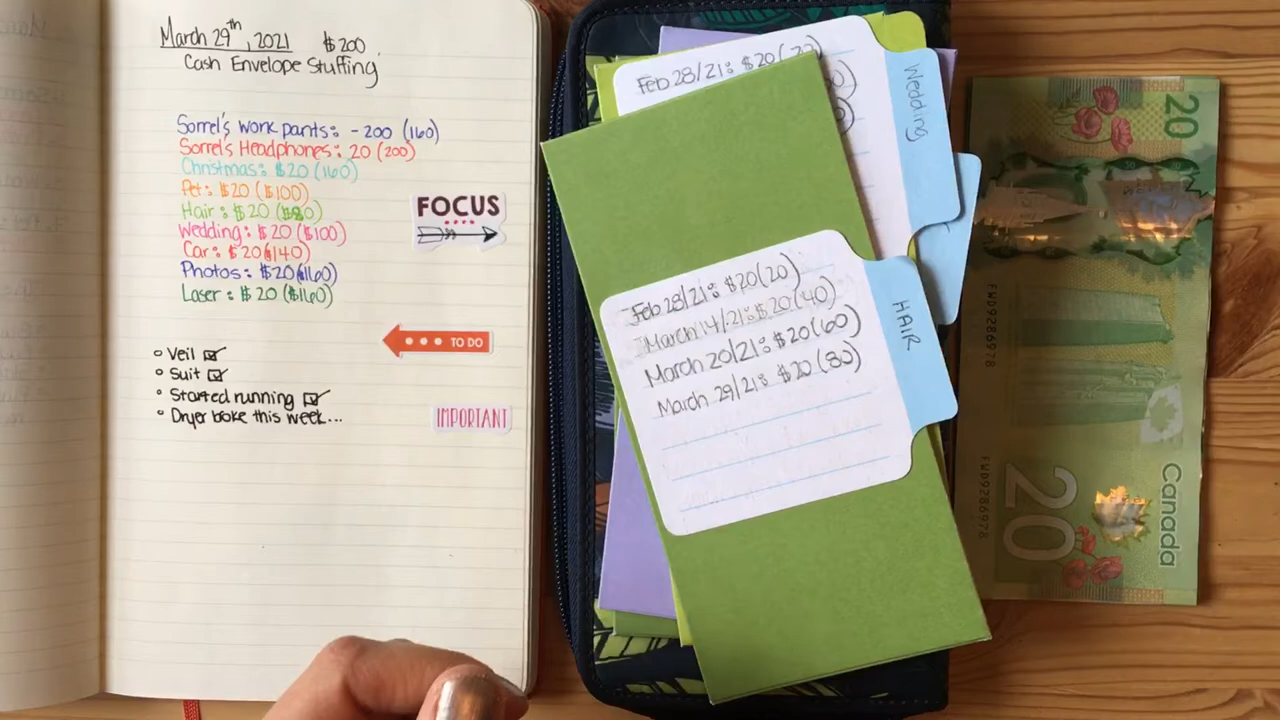 March 29th, 2021 $200
Cash Envelope Stuffing
Sorrel's work pants: -200 (160)
Sorrel's Headphones: 20 (200)
Christmas: $20 (160)
Pet: $20 ($100)
Hair: $20 ($80)
Wedding: $20 ($100)
Car: $20 ($140)
Photos: $20 ($160)
Laser: $20 ($160)
FOCUS
TO DO
Veil
Suit
Started running
Dryer broke this week...
IMPORTANT
Feb 28/21: $20 (20)
Wedding
Feb 28/21: $20 (20)
March 14/21: $20 (40)
March 20/21: $20 (60)
March 29/21: $20 (80)
HAIR
20
FWD9286978
FWD9286978
20
Canada